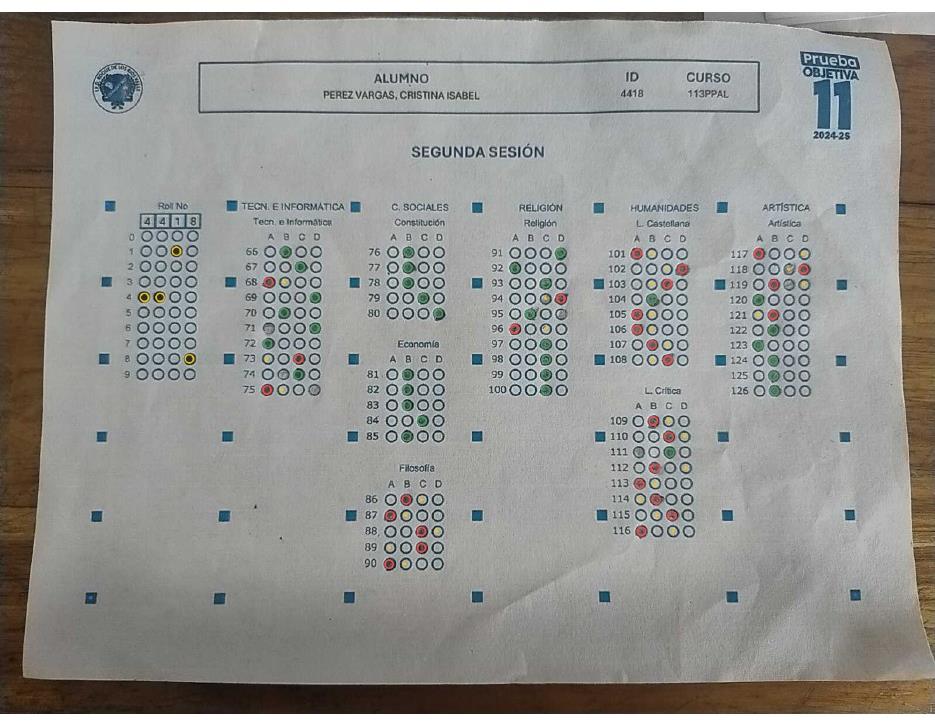 I.E.D. ROQUE DE LOS RIOS VALLE
ALUMNO ID CURSO
PEREZ VARGAS, CRISTINA ISABEL 4418 113PPAL
Prueba
OBJETIVA
11
2024-25
SEGUNDA SESIÓN
Roll No
4 4 1 8
0
1
2
3
4
5
6
7
8
9
TECN. E INFORMÁTICA
Tecn. e Informática
A B C D
66
67
68
69
70
71
72
73
74
75
C. SOCIALES
Constitución
A B C D
76
77
78
79
80
Economía
A B C D
81
82
83
84
85
Filosofía
A B C D
86
87
88
89
90
RELIGIÓN
Religión
A B C D
91
92
93
94
95
96
97
98
99
100
HUMANIDADES
L. Castellana
A B C D
101
102
103
104
105
106
107
108
L. Crítica
A B C D
109
110
111
112
113
114
115
116
ARTÍSTICA
Artística
A B C D
117
118
119
120
121
122
123
124
125
126